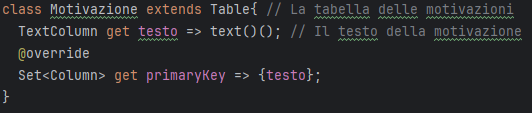 class Motivazione extends Table{ // La tabella delle motivazioni
  TextColumn get testo => text()(); // Il testo della motivazione
  @override
  Set<Column> get primaryKey => {testo};
}